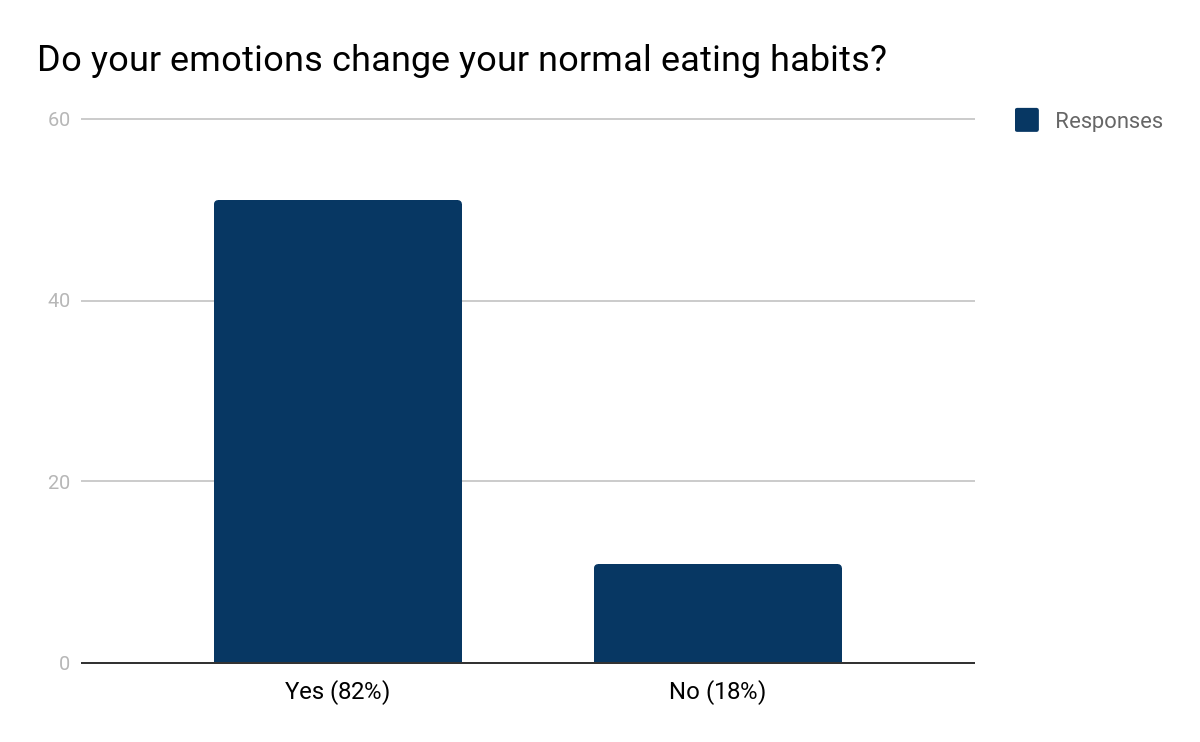 Do your emotions change your normal eating habits?
60
Responses
40
20
0
Yes (82%)
No (18%)